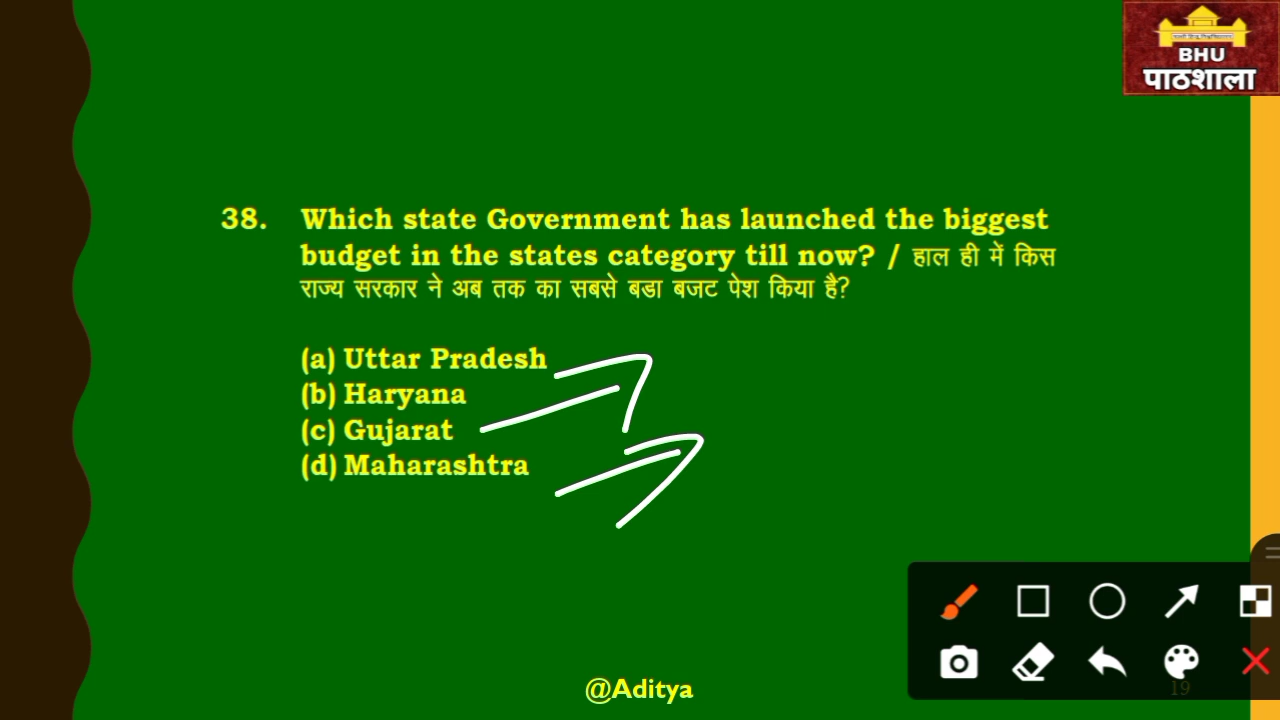 BHU
पाठशाला
38. Which state Government has launched the biggest
budget in the states category till now? / हाल ही में किस
राज्य सरकार ने अब तक का सबसे बडा बजट पेश किया है?
(a) Uttar Pradesh
(b) Haryana
(c) Gujarat
(d) Maharashtra
@Aditya
19